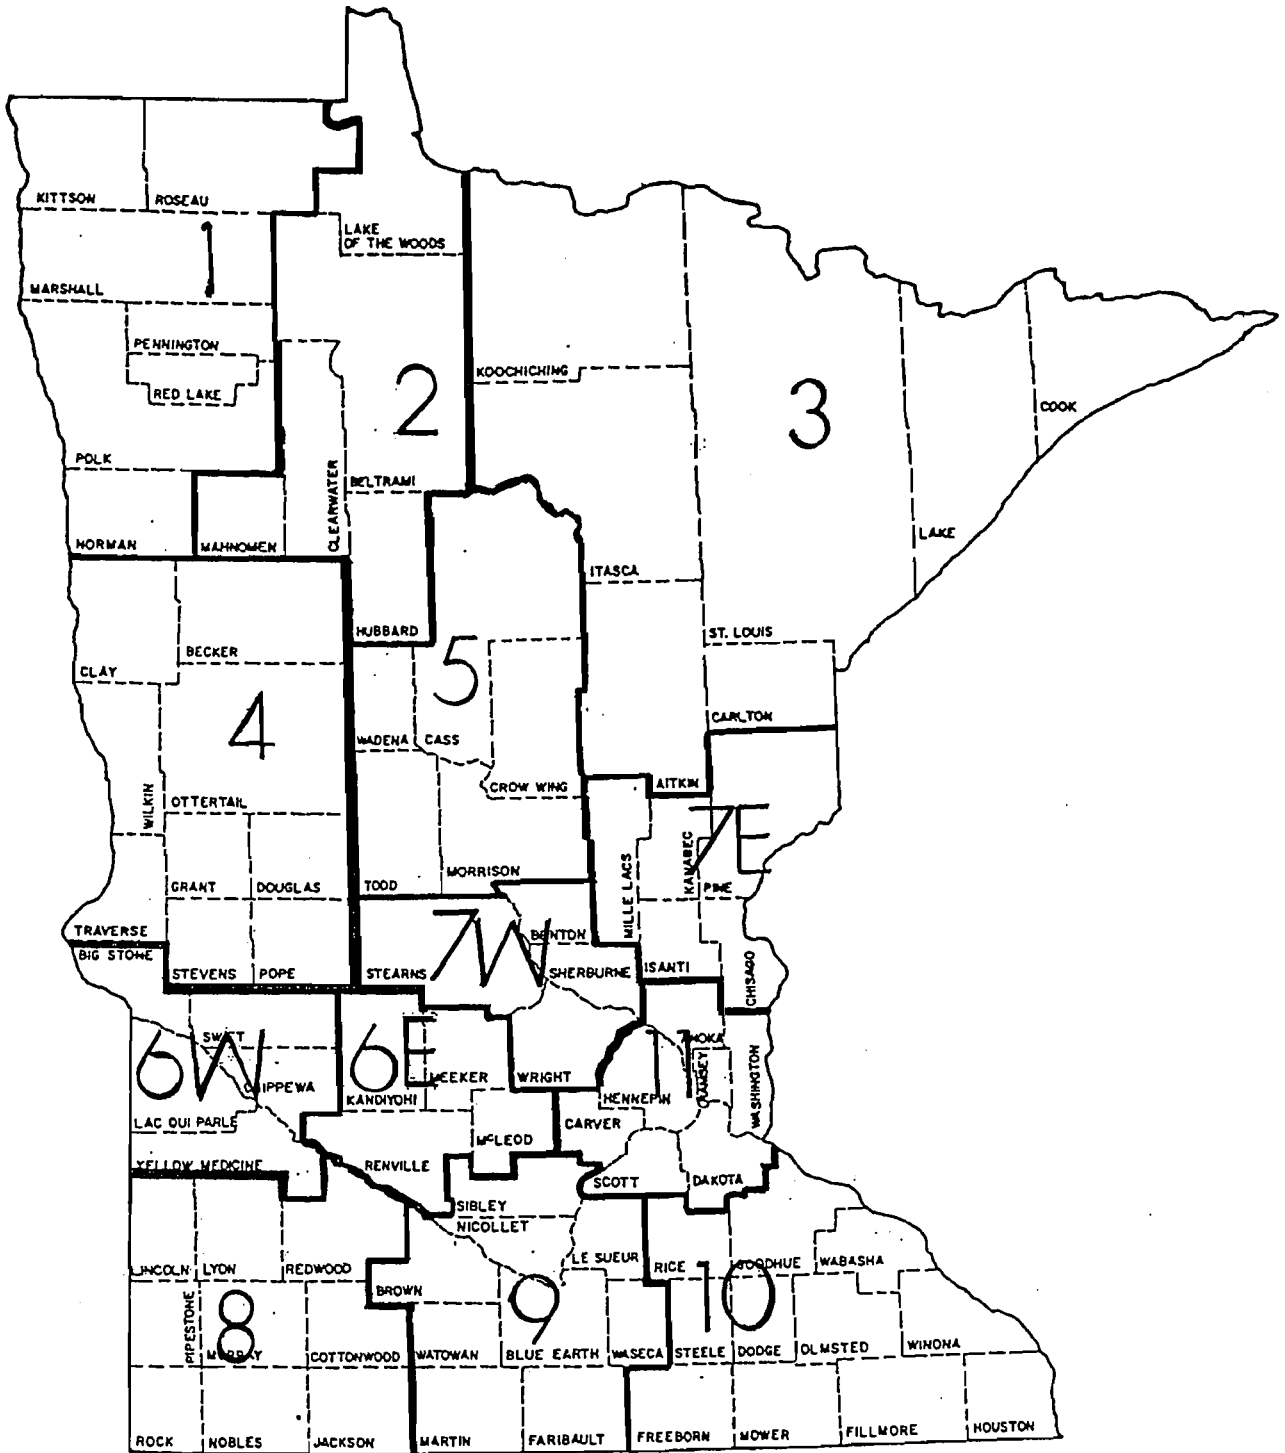 KITTSON
ROSEAU
LAKE
OF THE WOODS
1
MARSHALL
PENNINGTON
RED LAKE
KOOCHICHING
2
3
COOK
POLK
CLEARWATER
BELTRAMI
LAKE
NORMAN
MAHNOMEN
ITASCA
HUBBARD
ST. LOUIS
BECKER
CLAY
5
4
CARLTON
WADENA
CASS
AITKIN
CROW WING
WILKIN
OTTERTAIL
7E
KANABEC
MORRISON
GRANT
DOUGLAS
TODD
PINE
MILLE LACS
TRAVERSE
BENTON
BIG STONE
STEVENS
POPE
STEARNS
7W
SHERBURNE
ISANTI
CHISAGO
SWIFT
ANOKA
6W
6E
11
CHIPPEWA
MEEKER
WRIGHT
RAMSEY
WASHINGTON
KANDIYOHI
HENNEPIN
LAC QUI PARLE
CARVER
McLEOD
YELLOW MEDICINE
RENVILLE
SCOTT
DAKOTA
SIBLEY
NICOLLET
LINCOLN
LYON
REDWOOD
LE SUEUR
RICE
GOODHUE
WABASHA
BROWN
9
10
PIPESTONE
8
MURRAY
COTTONWOOD
WATOWAN
BLUE EARTH
WASECA
STEELE
DODGE
OLMSTED
WINONA
ROCK
NOBLES
JACKSON
MARTIN
FARIBAULT
FREEBORN
MOWER
FILLMORE
HOUSTON